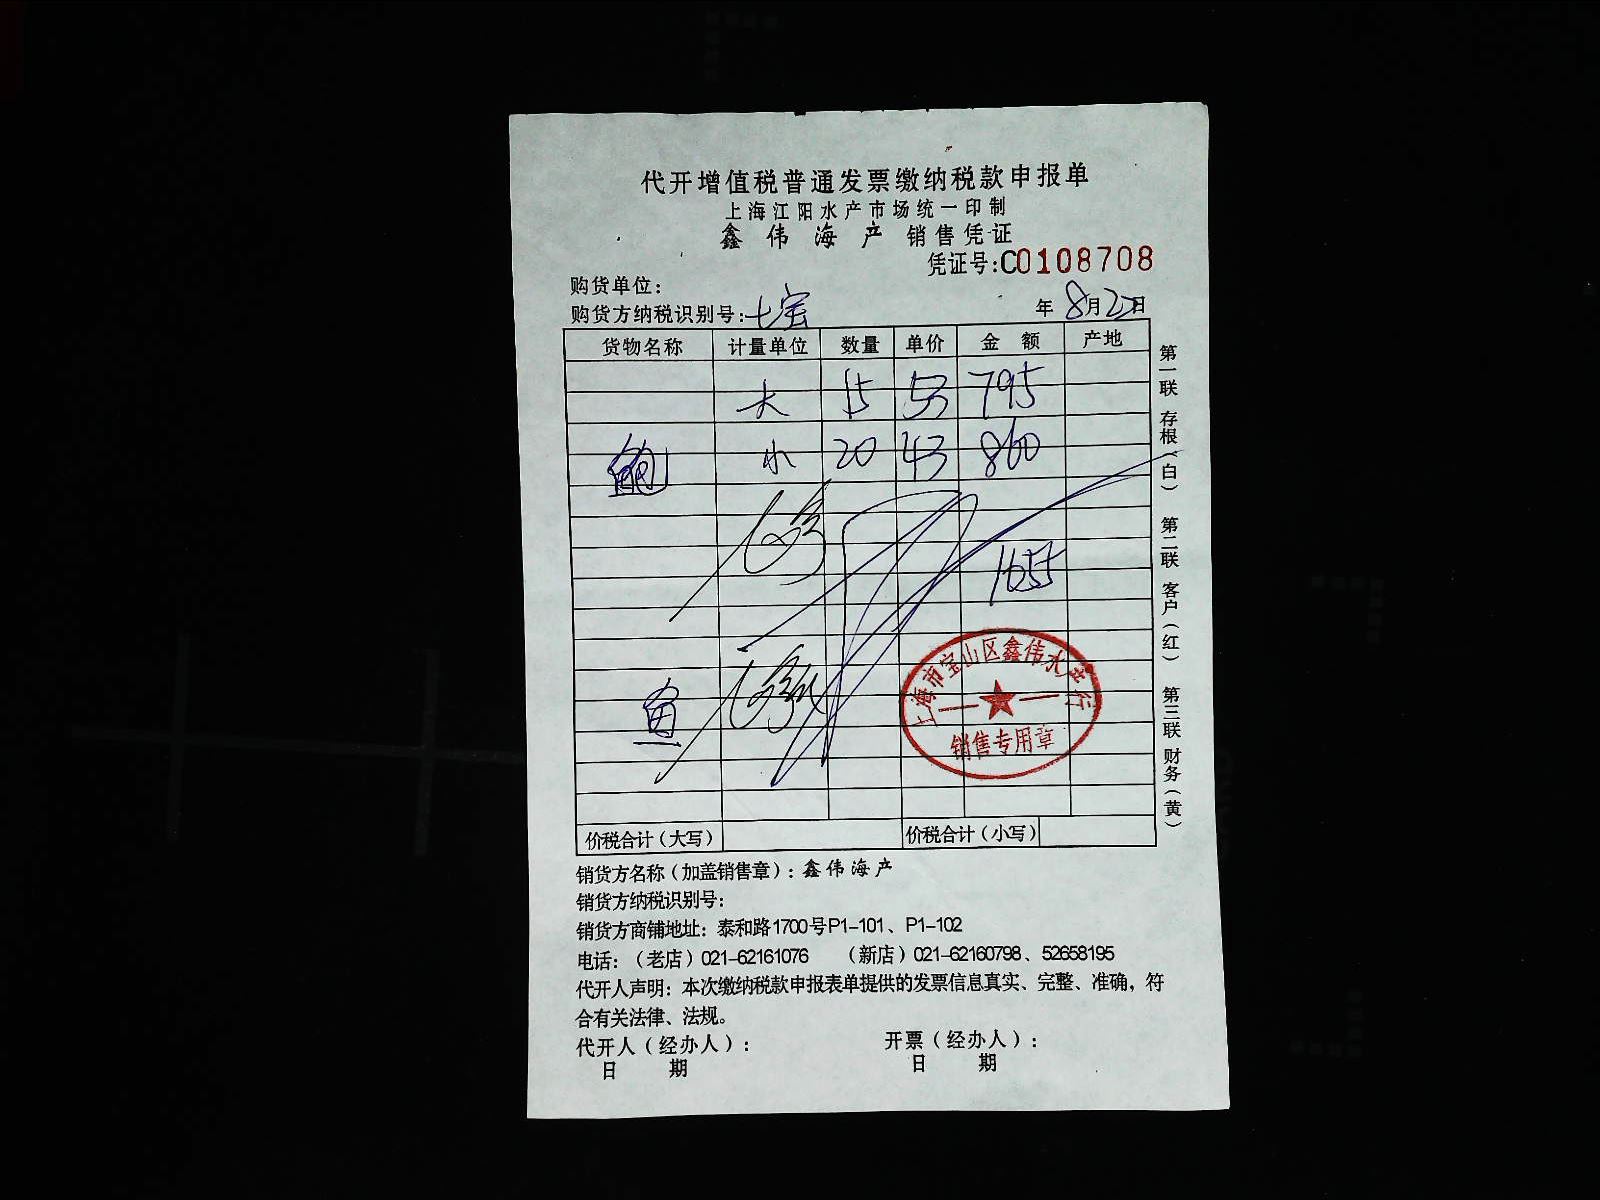 代开增值税普通发票缴纳税款申报单
上海江阳水产市场统一印制
鑫伟海产 销售凭证
凭证号:C0108708
购货单位：
购货方纳税识别号:七宝 年8月22日
货物名称 计量单位 数量 单价 金额 产地
大 15 53 795
小 20 43 860
1655
上海市宝山区鑫伟水产行
销售专用章
价税合计（大写） 价税合计（小写）
第一联 存根（白） 第二联 客户（红） 第三联 财务（黄）
销货方名称（加盖销售章）：鑫伟海产
销货方纳税识别号：
销货方商铺地址：泰和路1700号P1-101、P1-102
电话：（老店）021-62161076 （新店）021-62160798、52658195
代开人声明：本次缴纳税款申报表单提供的发票信息真实、完整、准确，符
合有关法律、法规。
代开人（经办人）： 开票（经办人）：
日 期 日 期